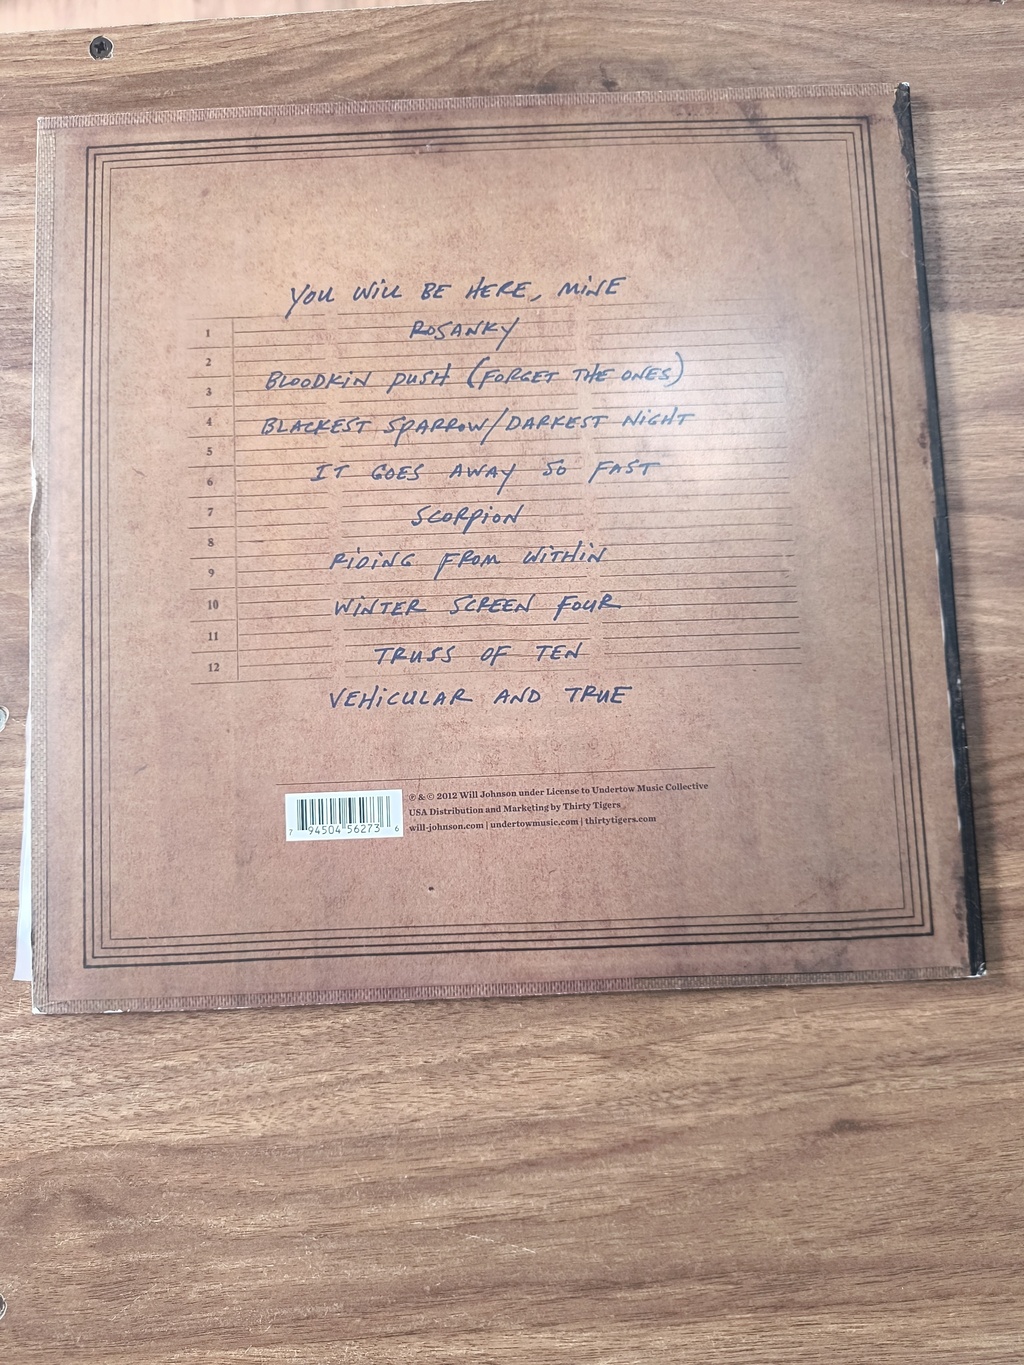 YOU WILL BE HERE, MINE
1
ROSANKY
2
BLOODKIN PUSH (FORGET THE ONES)
3
BLACKEST SPARROW/DARKEST NIGHT
4
5
IT GOES AWAY SO FAST
6
SCORPION
7
8
RIDING FROM WITHIN
9
WINTER SCREEN FOUR
10
11
TRUSS OF TEN
12
VEHICULAR AND TRUE
℗ & © 2012 Will Johnson under License to Undertow Music Collective
USA Distribution and Marketing by Thirty Tigers
will-johnson.com | undertowmusic.com | thirtytigers.com
7 94504 56273 6